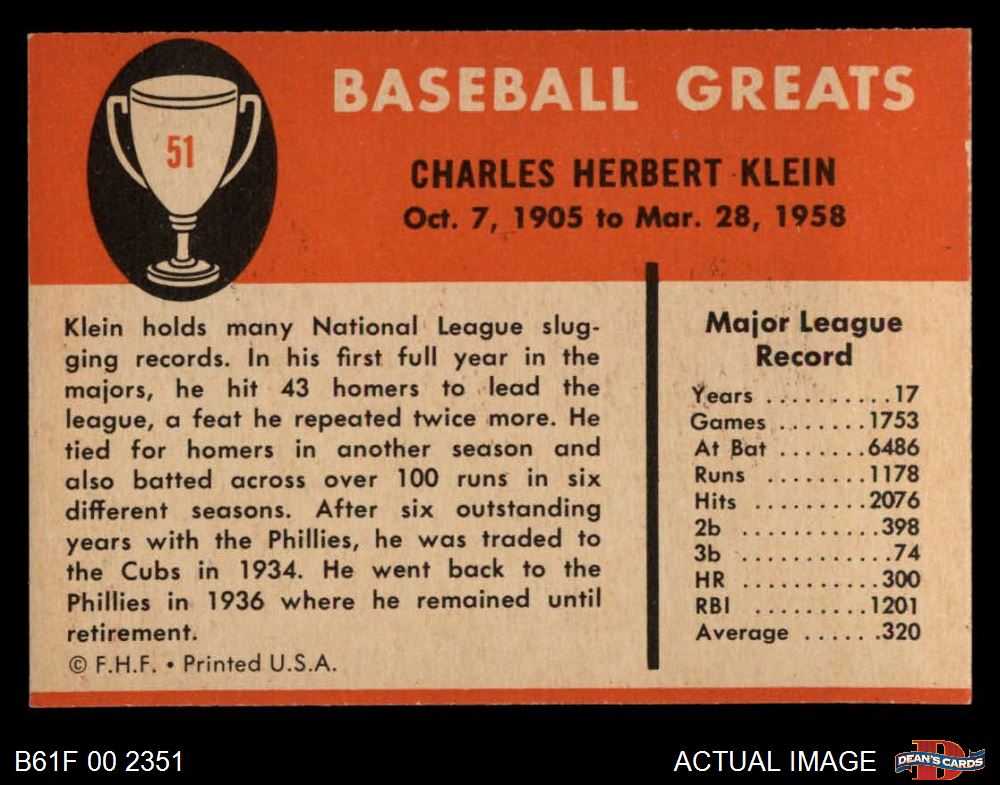 51
BASEBALL GREATS
CHARLES HERBERT KLEIN
Oct. 7, 1905 to Mar. 28, 1958
Klein holds many National League slug-
ging records. In his first full year in the
majors, he hit 43 homers to lead the
league, a feat he repeated twice more. He
tied for homers in another season and
also batted across over 100 runs in six
different seasons. After six outstanding
years with the Phillies, he was traded to
the Cubs in 1934. He went back to the
Phillies in 1936 where he remained until
retirement.
© F.H.F. • Printed U.S.A.
Major League
Record
Years ..........17
Games .......1753
At Bat .......6486
Runs ........1178
Hits .........2076
2b ...........398
3b ............74
HR ...........300
RBI .........1201
Average ......320
B61F 00 2351
ACTUAL IMAGE
D
DEAN'S CARDS